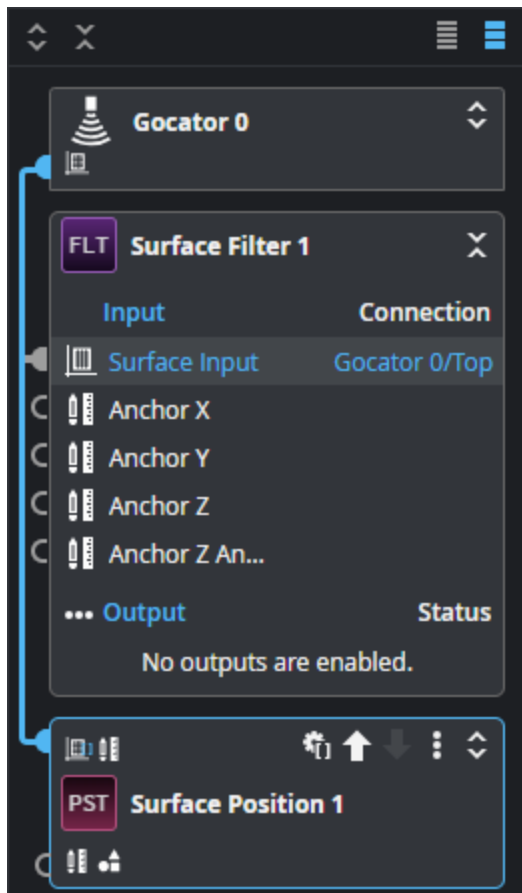 Gocator 0
FLT Surface Filter 1
Input Connection
Surface Input Gocator 0/Top
Anchor X
Anchor Y
Anchor Z
Anchor Z An...
Output Status
No outputs are enabled.
PST Surface Position 1